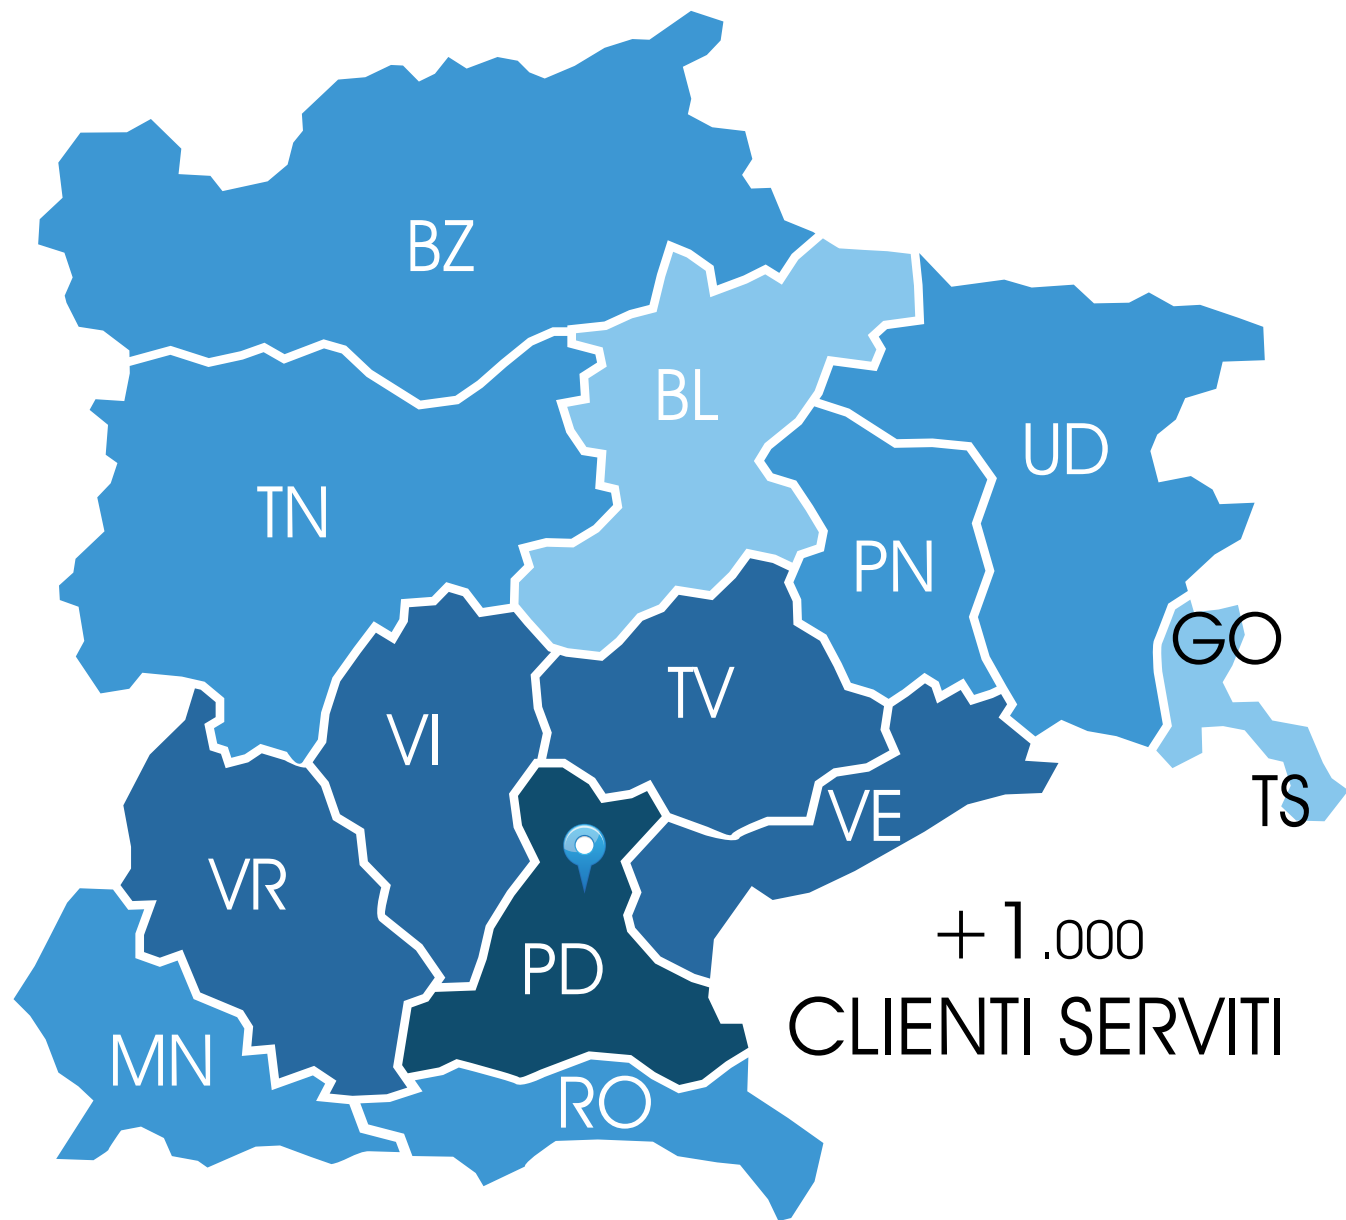 BZ
BL
UD
TN
PN
GO
TV
VI
TS
VE
VR
+1.000
PD
CLIENTI SERVITI
MN
RO